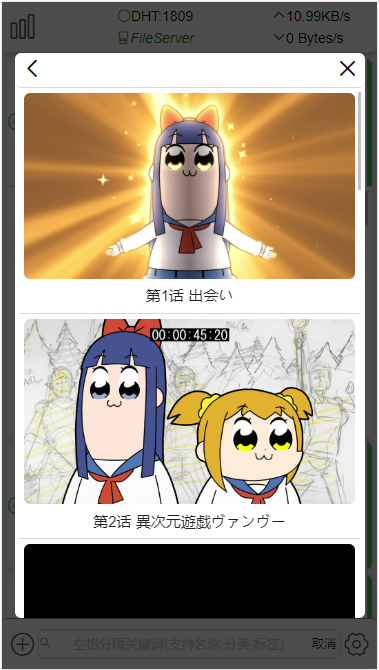 DHT:1809
10.99KB/s
FileServer
0 Bytes/s
第1话 出会い
00:00:45:20
第2话 異次元遊戯ヴァンヴー
空格分隔关键词(支持名称,分类,标签)
取消